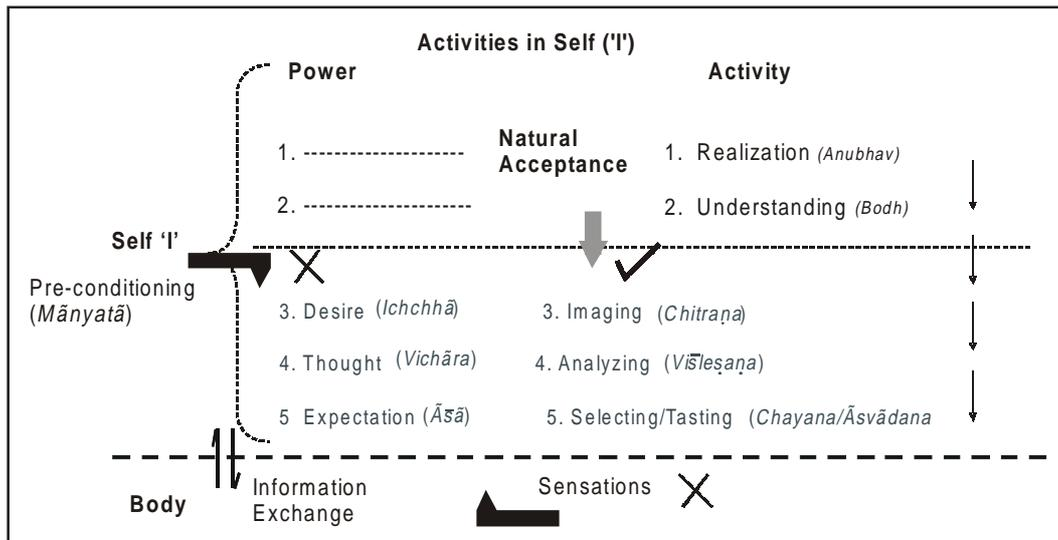 Activities in Self ('I')
Power
Activity
1. ----------------------
Natural
Acceptance
1. Realization (Anubhav)
2. ----------------------
2. Understanding (Bodh)
Self ‘I’
Pre-conditioning
(Mãnyatã)
3. Desire (Ichchhã)
3. Imaging (Chitraṇa)
4. Thought (Vichãra)
4. Analyzing (Viśleṣaṇa)
5 Expectation (Ãśã)
5. Selecting/Tasting (Chayana/Ãsvãdana
Body
Information
Exchange
Sensations